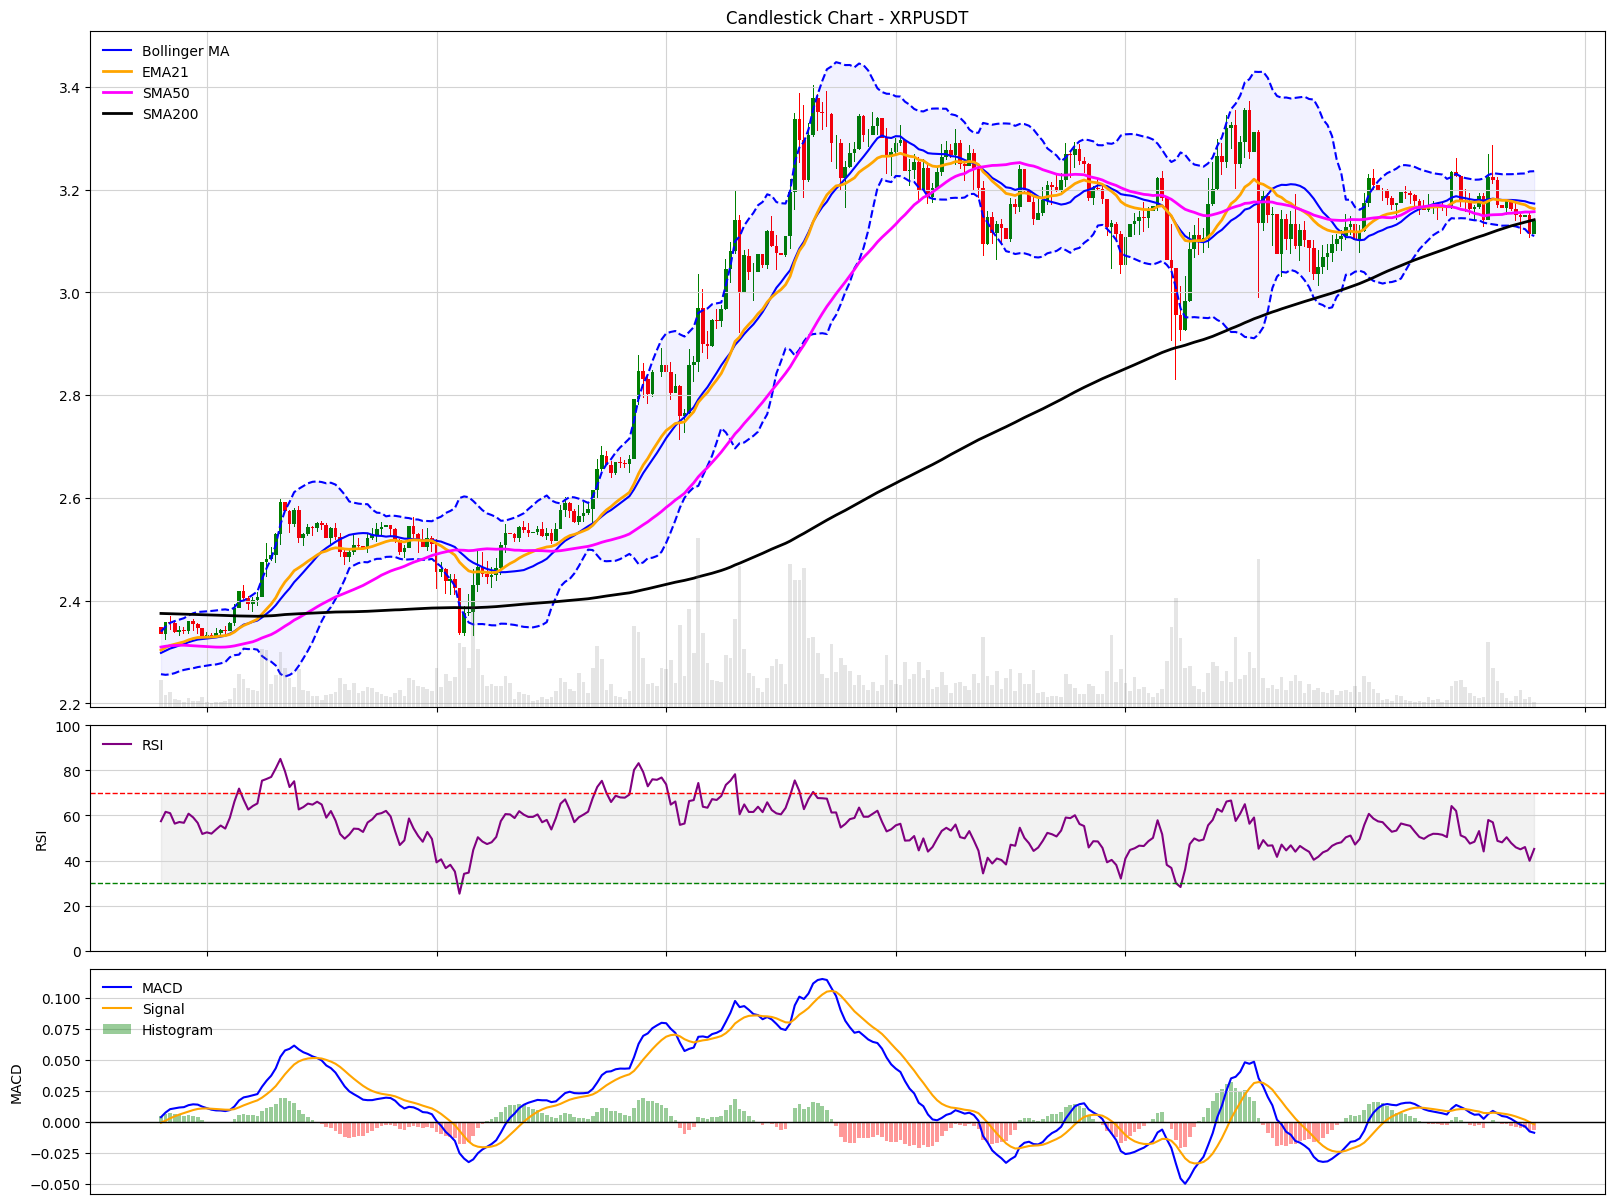 Candlestick Chart - XRPUSDT
Bollinger MA
EMA21
SMA50
SMA200
3.4
3.2
3.0
2.8
2.6
2.4
2.2
RSI
100
80
60
40
20
0
RSI
MACD
Signal
Histogram
0.100
0.075
0.050
0.025
0.000
−0.025
−0.050
MACD